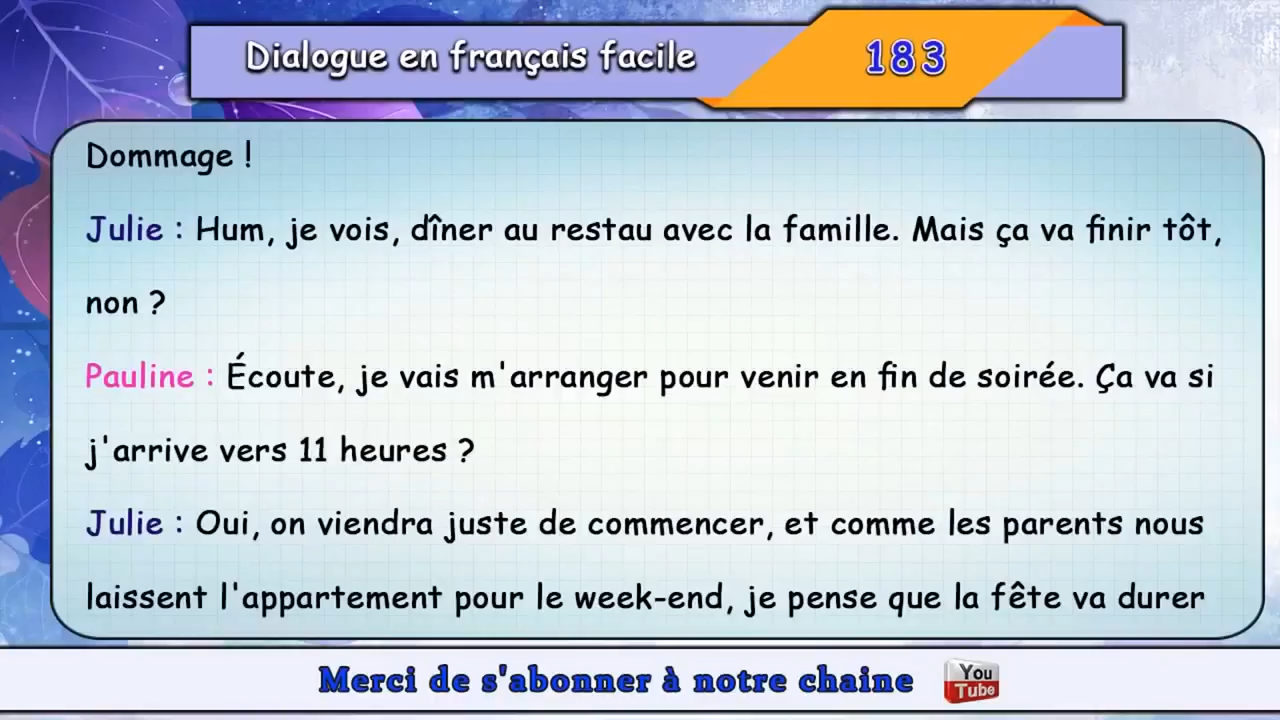 Dialogue en français facile 183
Dommage !
Julie : Hum, je vois, dîner au restau avec la famille. Mais ça va finir tôt,
non ?
Pauline : Écoute, je vais m'arranger pour venir en fin de soirée. Ça va si
j'arrive vers 11 heures ?
Julie : Oui, on viendra juste de commencer, et comme les parents nous
laissent l'appartement pour le week-end, je pense que la fête va durer
Merci de s'abonner à notre chaine You
Tube